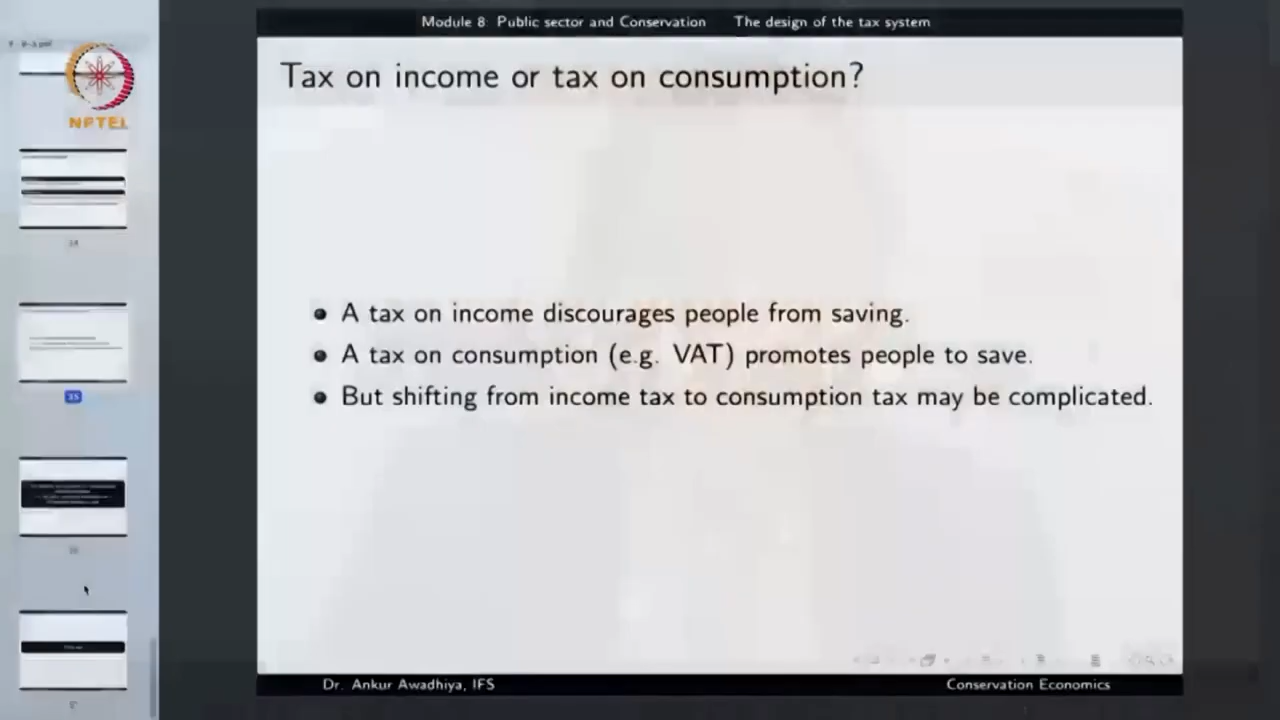 Module 8: Public sector and Conservation The design of the tax system
NPTEL
Tax on income or tax on consumption?
A tax on income discourages people from saving.
A tax on consumption (e.g. VAT) promotes people to save.
But shifting from income tax to consumption tax may be complicated.
35
Dr. Ankur Awadhiya, IFS
Conservation Economics